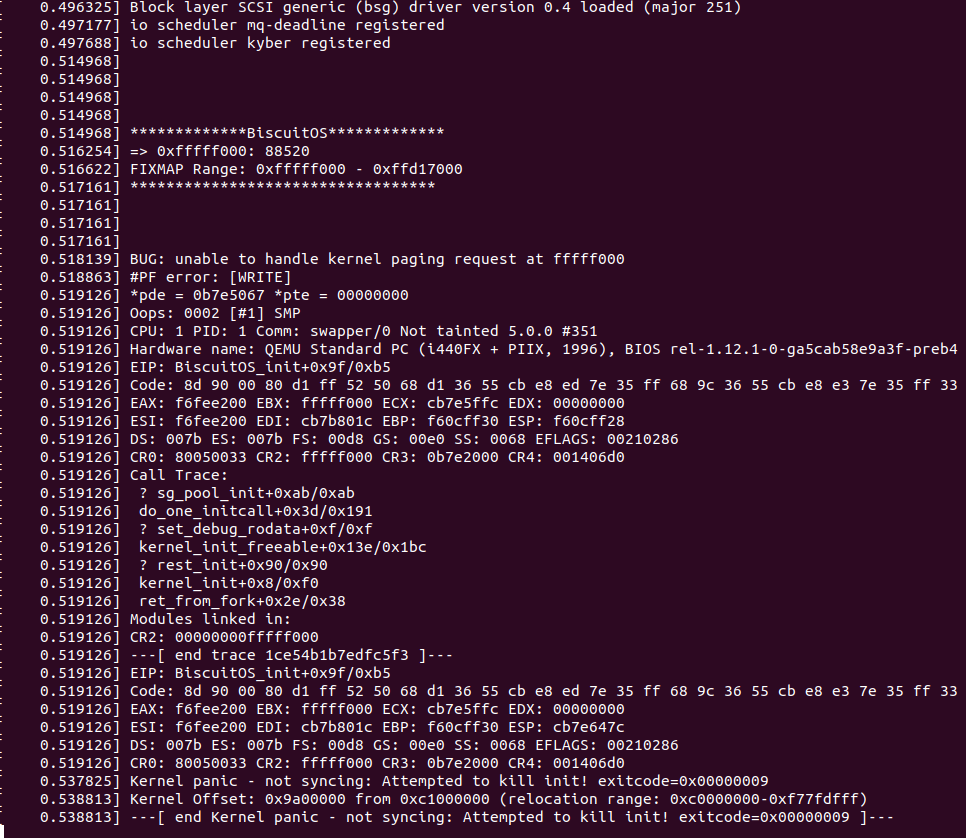 0.496325] Block layer SCSI generic (bsg) driver version 0.4 loaded (major 251)
0.497177] io scheduler mq-deadline registered
0.497688] io scheduler kyber registered
0.514968]
0.514968]
0.514968]
0.514968]
0.514968] *************BiscuitOS*************
0.516254] => 0xfffff000: 88520
0.516622] FIXMAP Range: 0xfffff000 - 0xffd17000
0.517161] **********************************
0.517161]
0.517161]
0.517161]
0.518139] BUG: unable to handle kernel paging request at fffff000
0.518863] #PF error: [WRITE]
0.519126] *pde = 0b7e5067 *pte = 00000000
0.519126] Oops: 0002 [#1] SMP
0.519126] CPU: 1 PID: 1 Comm: swapper/0 Not tainted 5.0.0 #351
0.519126] Hardware name: QEMU Standard PC (i440FX + PIIX, 1996), BIOS rel-1.12.1-0-ga5cab58e9a3f-preb4
0.519126] EIP: BiscuitOS_init+0x9f/0xb5
0.519126] Code: 8d 90 00 80 d1 ff 52 50 68 d1 36 55 cb e8 ed 7e 35 ff 68 9c 36 55 cb e8 e3 7e 35 ff 33
0.519126] EAX: f6fee200 EBX: fffff000 ECX: cb7e5ffc EDX: 00000000
0.519126] ESI: f6fee200 EDI: cb7b801c EBP: f60cff30 ESP: f60cff28
0.519126] DS: 007b ES: 007b FS: 00d8 GS: 00e0 SS: 0068 EFLAGS: 00210286
0.519126] CR0: 80050033 CR2: fffff000 CR3: 0b7e2000 CR4: 001406d0
0.519126] Call Trace:
0.519126]  ? sg_pool_init+0xab/0xab
0.519126]  do_one_initcall+0x3d/0x191
0.519126]  ? set_debug_rodata+0xf/0xf
0.519126]  kernel_init_freeable+0x13e/0x1bc
0.519126]  ? rest_init+0x90/0x90
0.519126]  kernel_init+0x8/0xf0
0.519126]  ret_from_fork+0x2e/0x38
0.519126] Modules linked in:
0.519126] CR2: 00000000fffff000
0.519126] ---[ end trace 1ce54b1b7edfc5f3 ]---
0.519126] EIP: BiscuitOS_init+0x9f/0xb5
0.519126] Code: 8d 90 00 80 d1 ff 52 50 68 d1 36 55 cb e8 ed 7e 35 ff 68 9c 36 55 cb e8 e3 7e 35 ff 33
0.519126] EAX: f6fee200 EBX: fffff000 ECX: cb7e5ffc EDX: 00000000
0.519126] ESI: f6fee200 EDI: cb7b801c EBP: f60cff30 ESP: cb7e647c
0.519126] DS: 007b ES: 007b FS: 00d8 GS: 00e0 SS: 0068 EFLAGS: 00210286
0.519126] CR0: 80050033 CR2: fffff000 CR3: 0b7e2000 CR4: 001406d0
0.537825] Kernel panic - not syncing: Attempted to kill init! exitcode=0x00000009
0.538813] Kernel Offset: 0x9a00000 from 0xc1000000 (relocation range: 0xc0000000-0xf77fdfff)
0.538813] ---[ end Kernel panic - not syncing: Attempted to kill init! exitcode=0x00000009 ]---